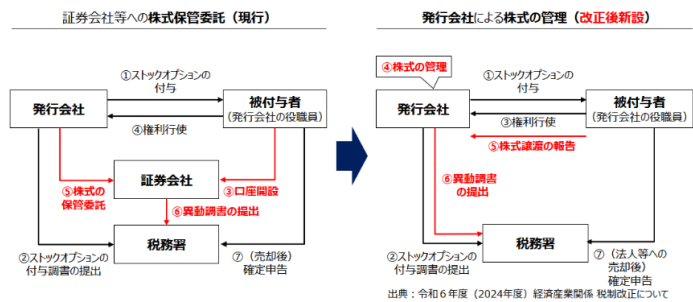 証券会社等への株式保管委託（現行）
①ストックオプションの
付与
発行会社
被付与者
（発行会社の役職員）
④権利行使
⑤株式の
保管委託
証券会社
③口座開設
⑥異動調書の提出
税務署
②ストックオプションの
付与調書の提出
⑦（売却後）
確定申告
発行会社による株式の管理（改正後新設）
④株式の管理
①ストックオプションの
付与
発行会社
被付与者
（発行会社の役職員）
③権利行使
⑤株式譲渡の報告
⑥異動調書
の提出
税務署
②ストックオプションの
付与調書の提出
⑦（法人等への
売却後）
確定申告
出典：令和６年度（2024年度）経済産業関係 税制改正について